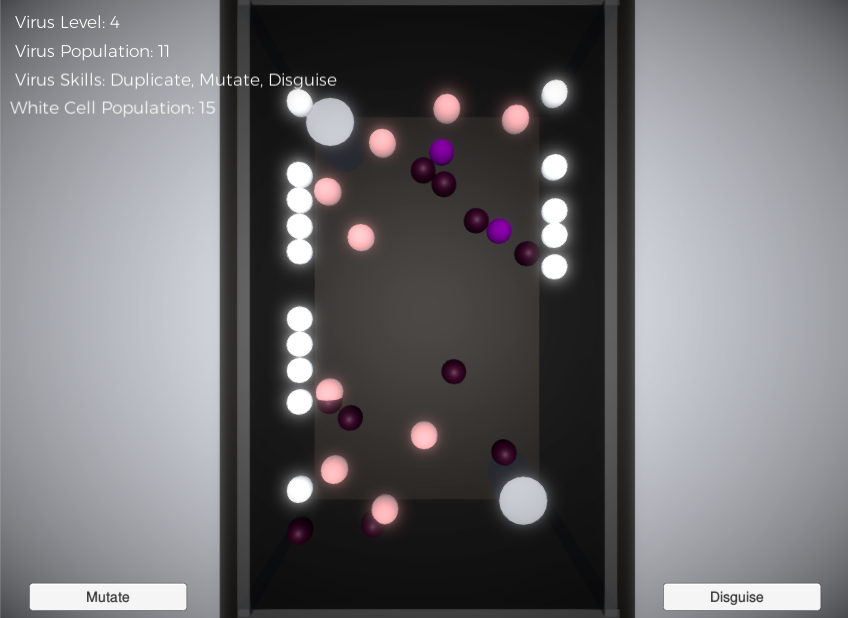 Virus Level: 4
Virus Population: 11
Virus Skills: Duplicate, Mutate, Disguise
White Cell Population: 15
Mutate
Disguise